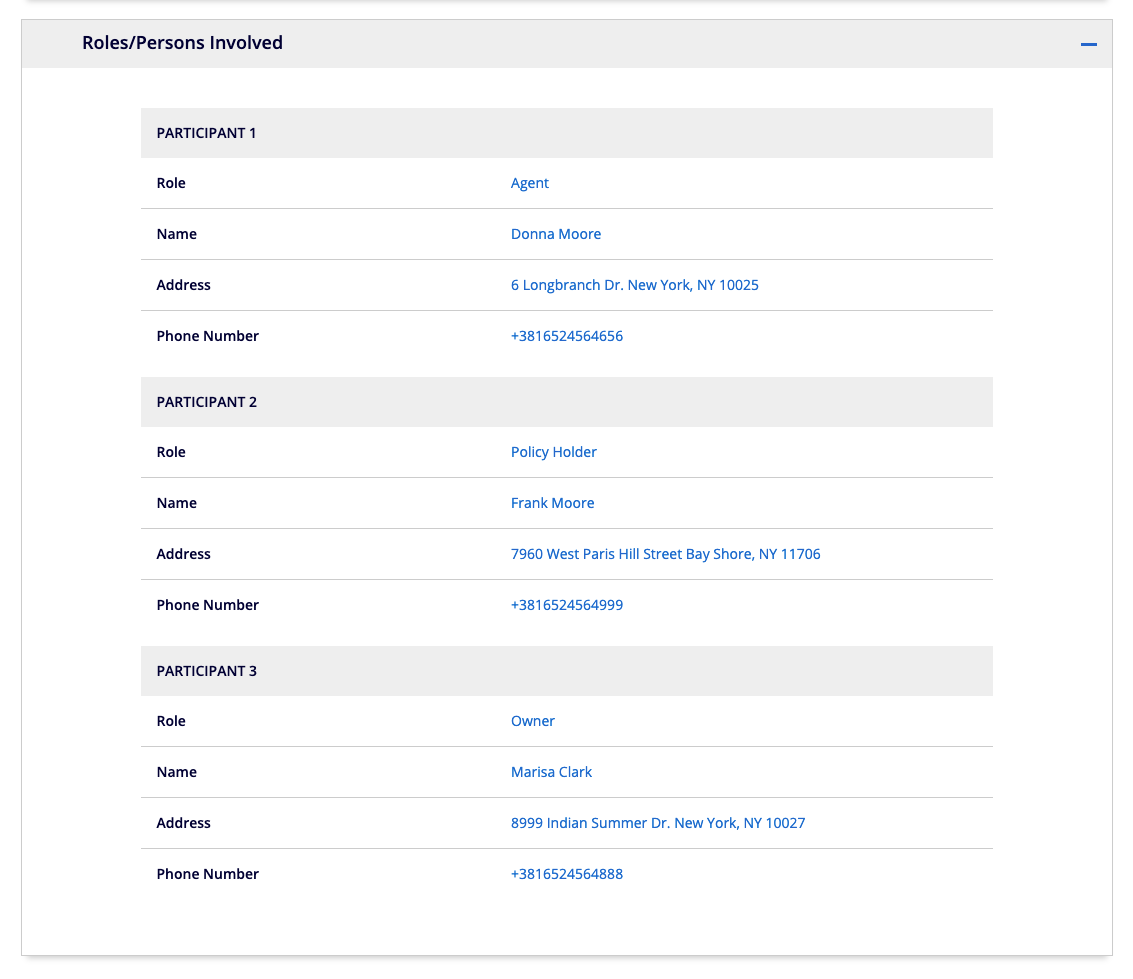 Roles/Persons Involved
PARTICIPANT 1
Role Agent
Name Donna Moore
Address 6 Longbranch Dr. New York, NY 10025
Phone Number +3816524564656
PARTICIPANT 2
Role Policy Holder
Name Frank Moore
Address 7960 West Paris Hill Street Bay Shore, NY 11706
Phone Number +3816524564999
PARTICIPANT 3
Role Owner
Name Marisa Clark
Address 8999 Indian Summer Dr. New York, NY 10027
Phone Number +3816524564888